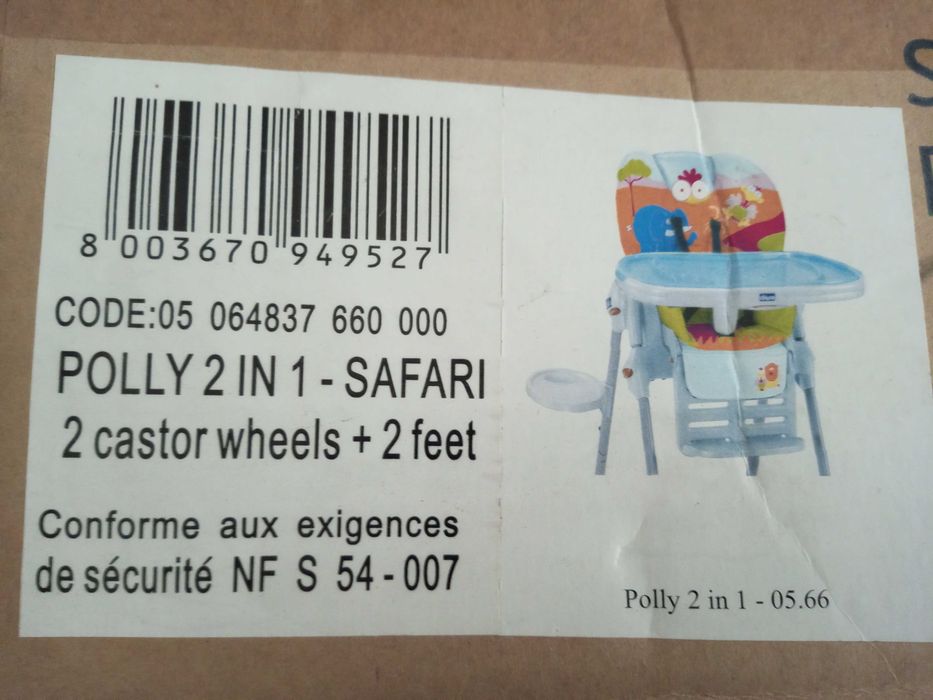 8 003670 949527
CODE:05 064837 660 000
POLLY 2 IN 1 - SAFARI
2 castor wheels + 2 feet
Conforme aux exigences
de sécurité NF S 54 - 007
Polly 2 in 1 - 05.66